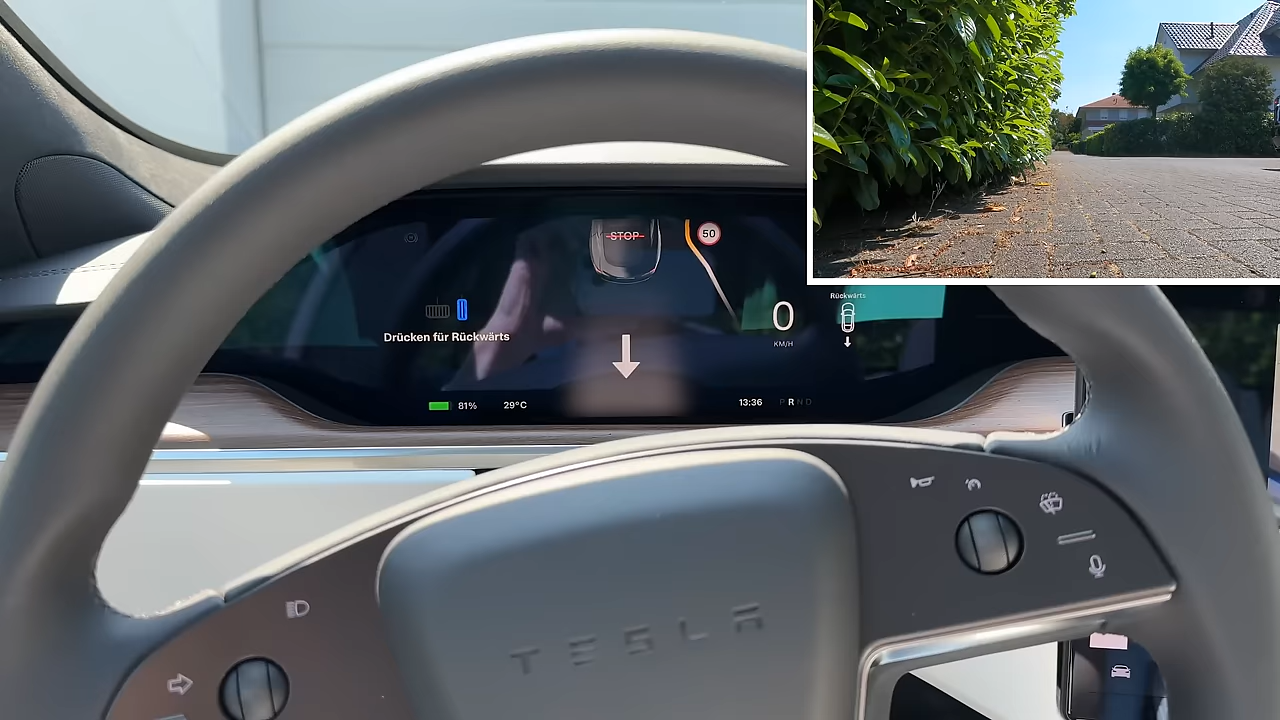 STOP
50
Drücken für Rückwärts
0
KM/H
Rückwärts
81%
29°C
13:36
P R N D
TESLA